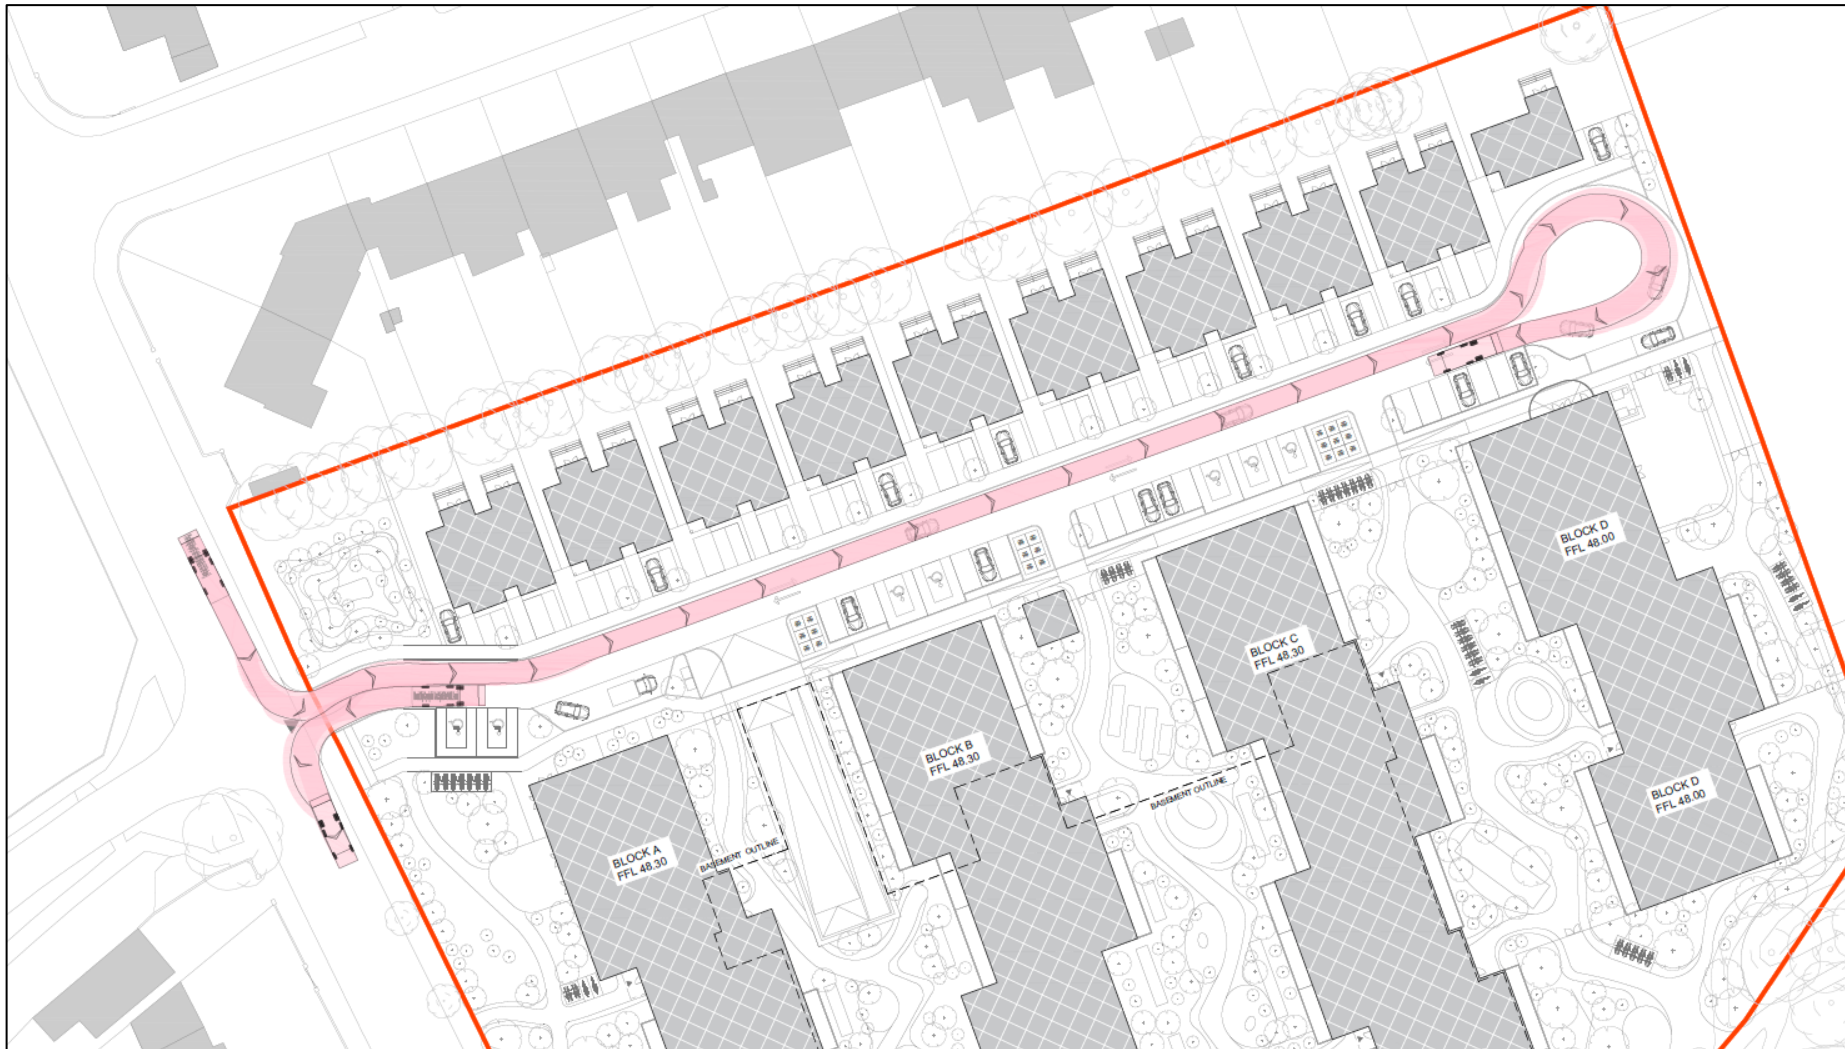 BLOCK D
FFL 48.00
BLOCK C
FFL 48.30
BLOCK B
FFL 48.30
BLOCK D
FFL 48.00
BASEMENT OUTLINE
BLOCK A
FFL 48.30
BASEMENT OUTLINE